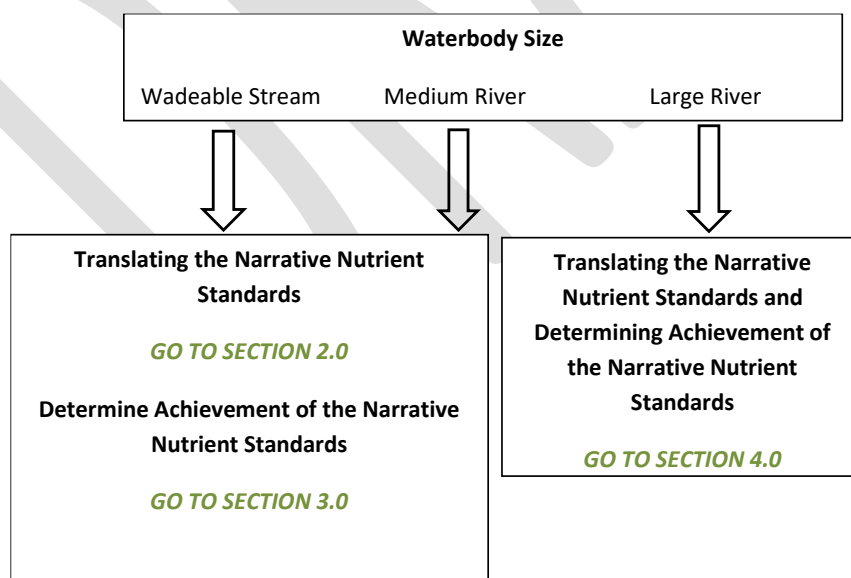 Waterbody Size
Wadeable Stream Medium River Large River
Translating the Narrative Nutrient
Standards
GO TO SECTION 2.0
Determine Achievement of the Narrative
Nutrient Standards
GO TO SECTION 3.0
Translating the Narrative
Nutrient Standards and
Determining Achievement of
the Narrative Nutrient
Standards
GO TO SECTION 4.0